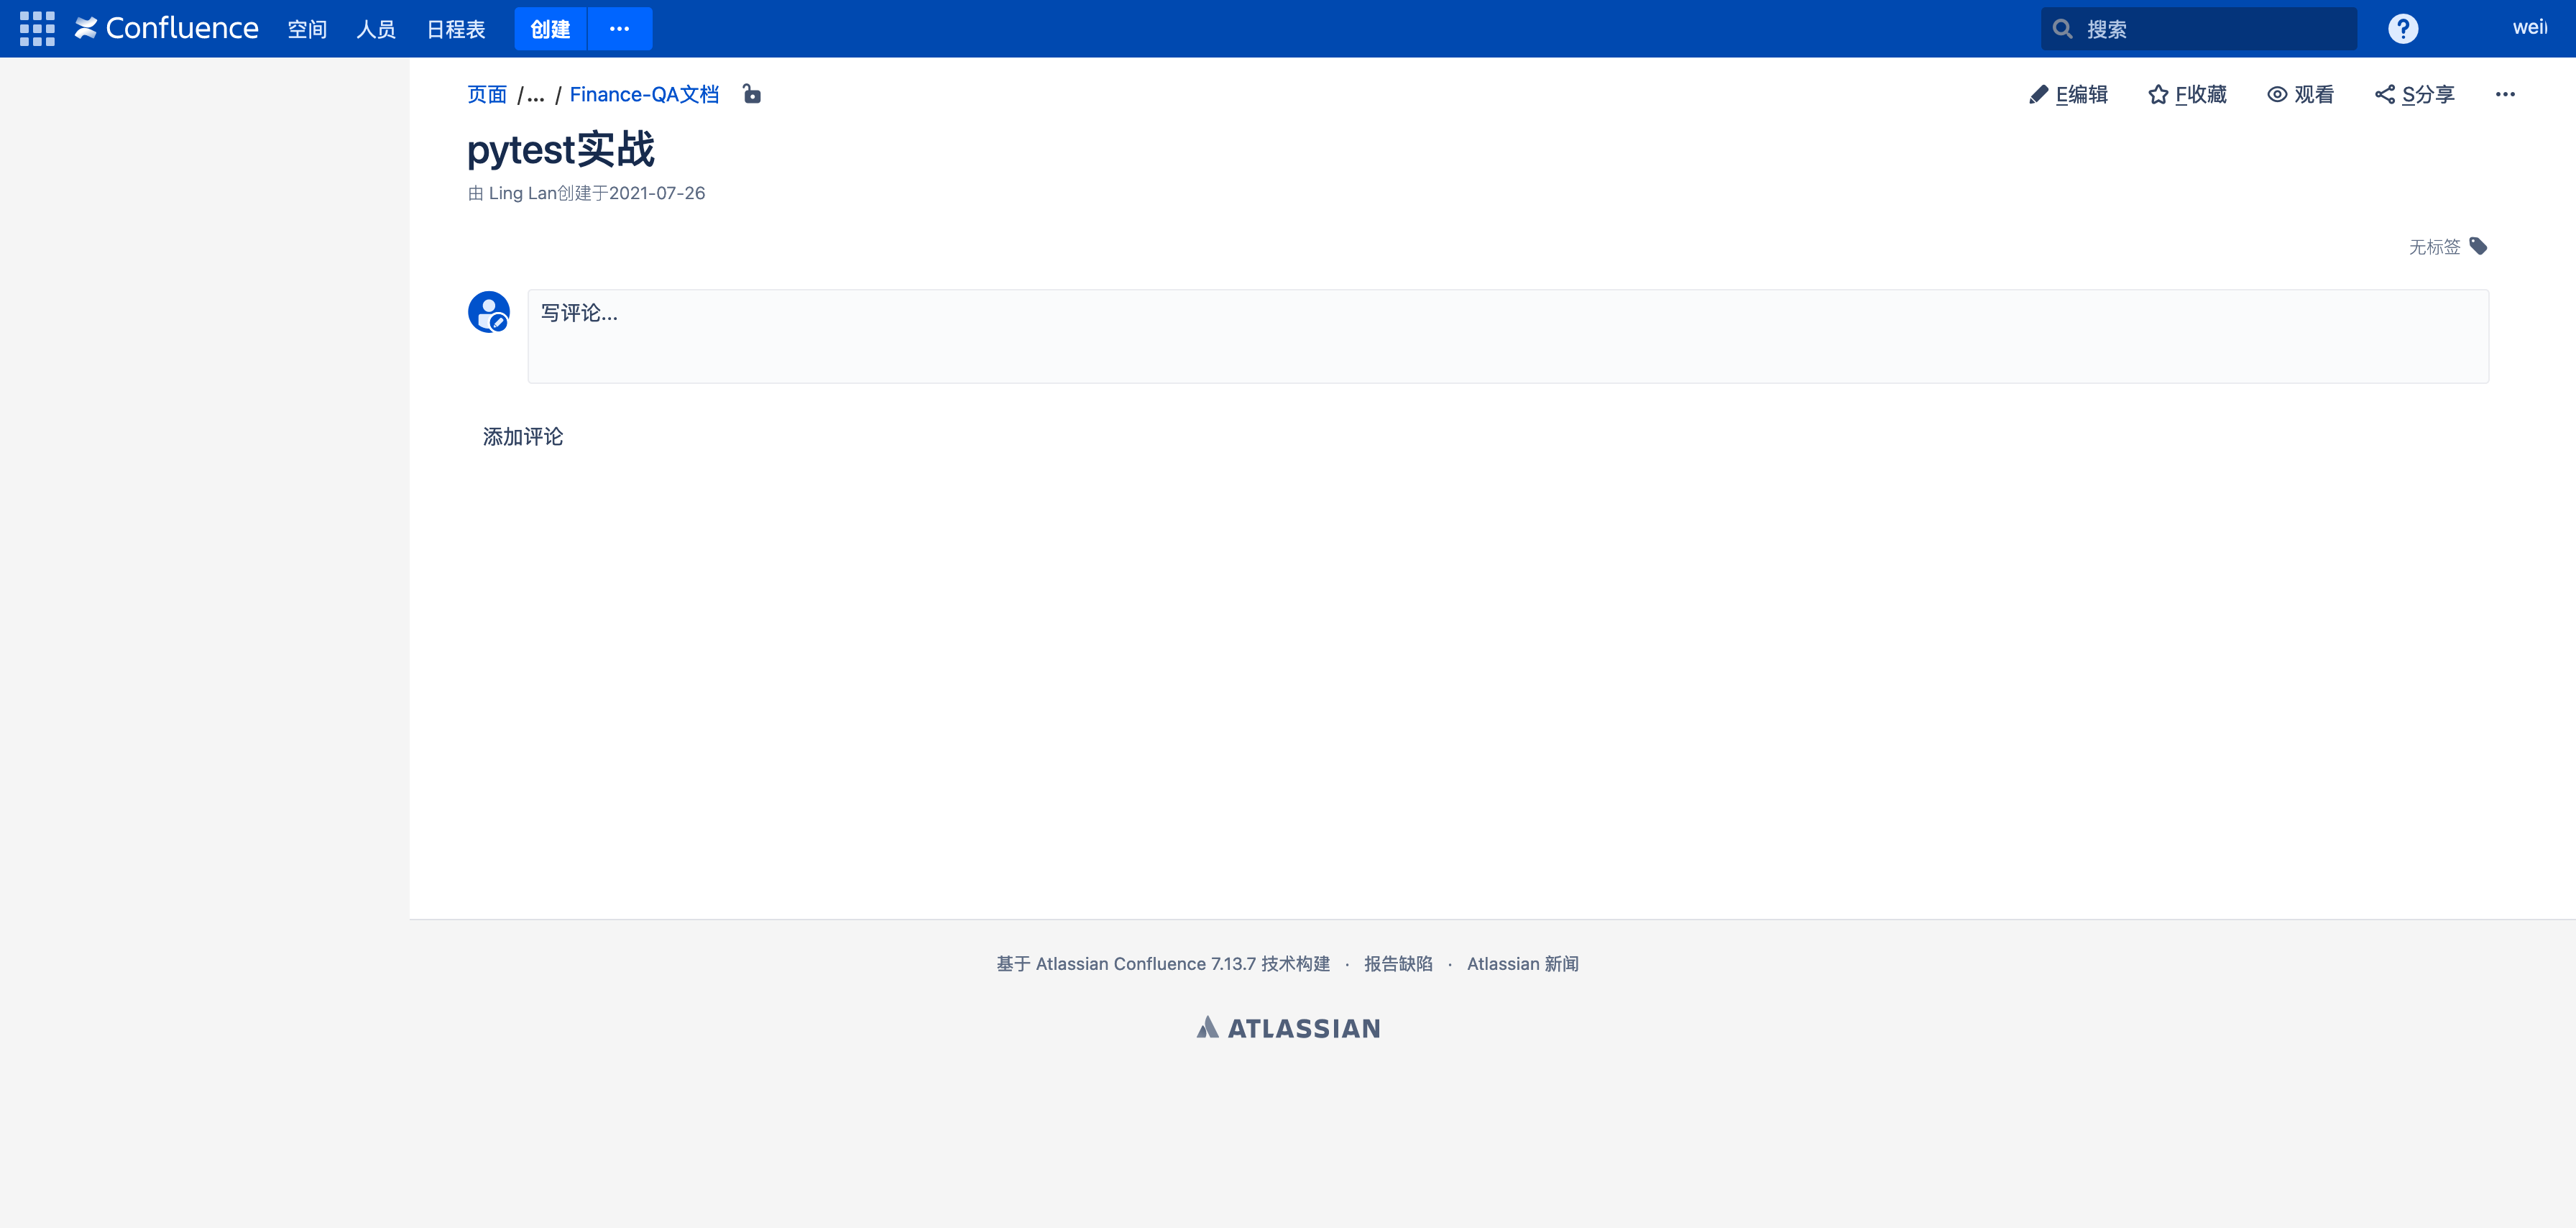 Confluence 空间 人员 日程表 创建 ··· 搜索 ?
页面 /... / Finance-QA文档 E编辑 F收藏 观看 S分享 ···
pytest实战
由 Ling Lan创建于2021-07-26
无标签
写评论...
添加评论
基于 Atlassian Confluence 7.13.7 技术构建 · 报告缺陷 · Atlassian 新闻
ATLASSIAN